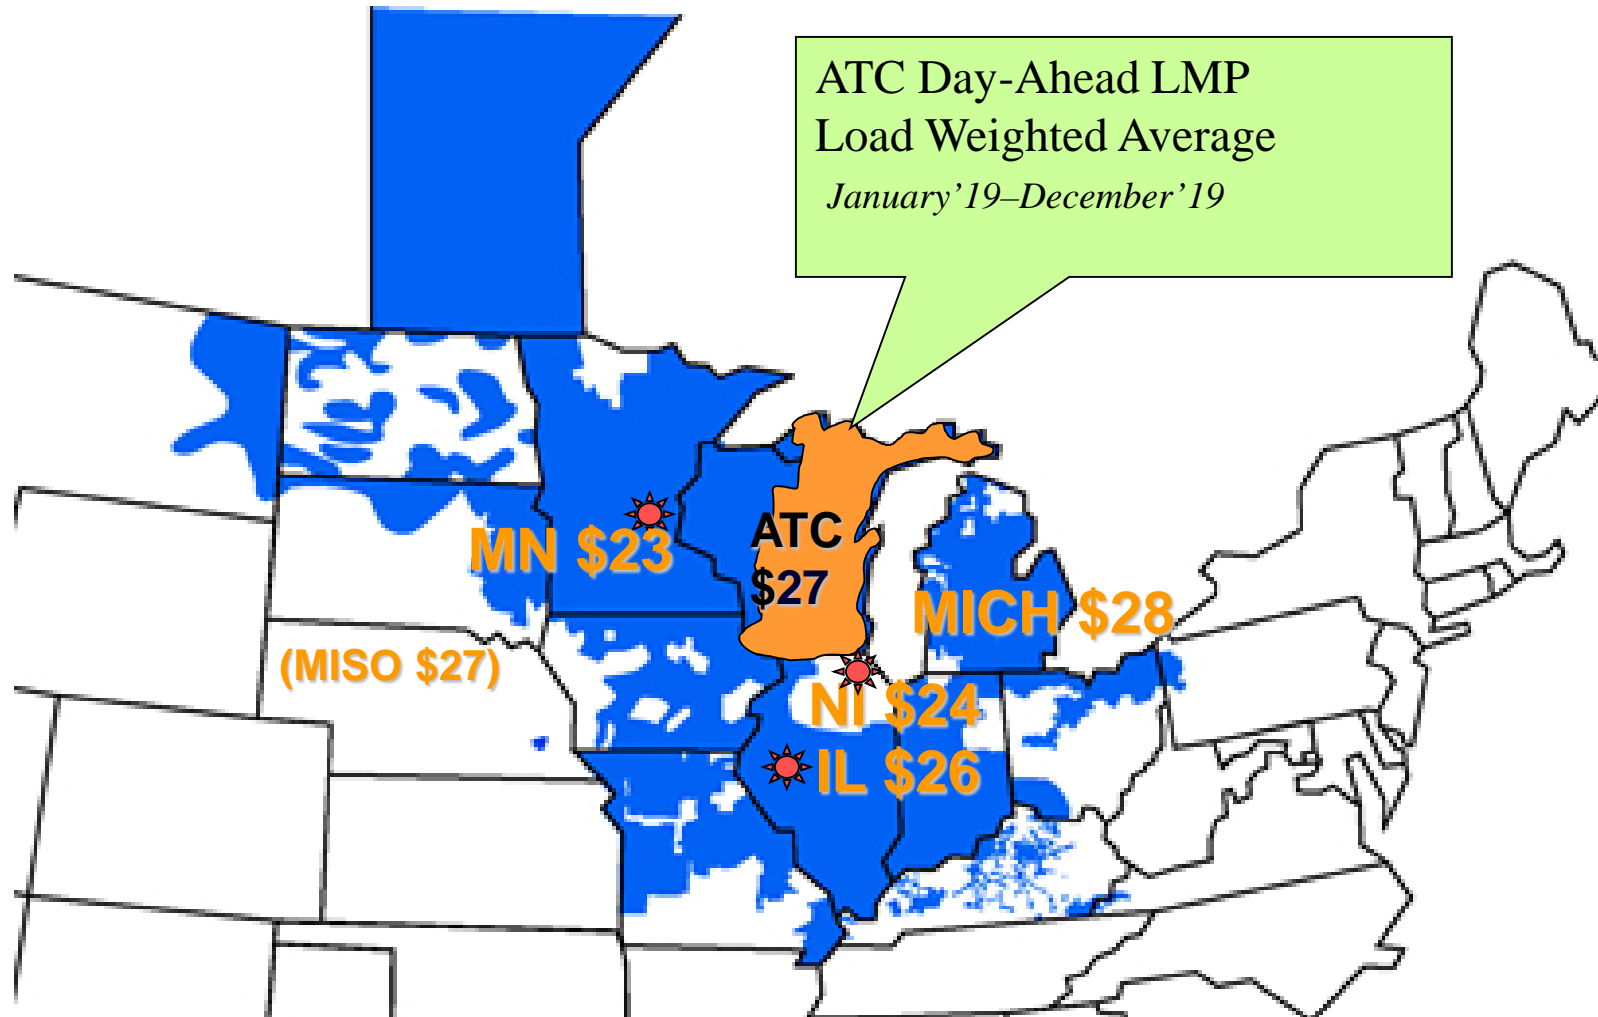 ATC Day-Ahead LMP
Load Weighted Average
January’19–December’19
ATC
$27
MN $23
MICH $28
(MISO $27)
NI $24
IL $26